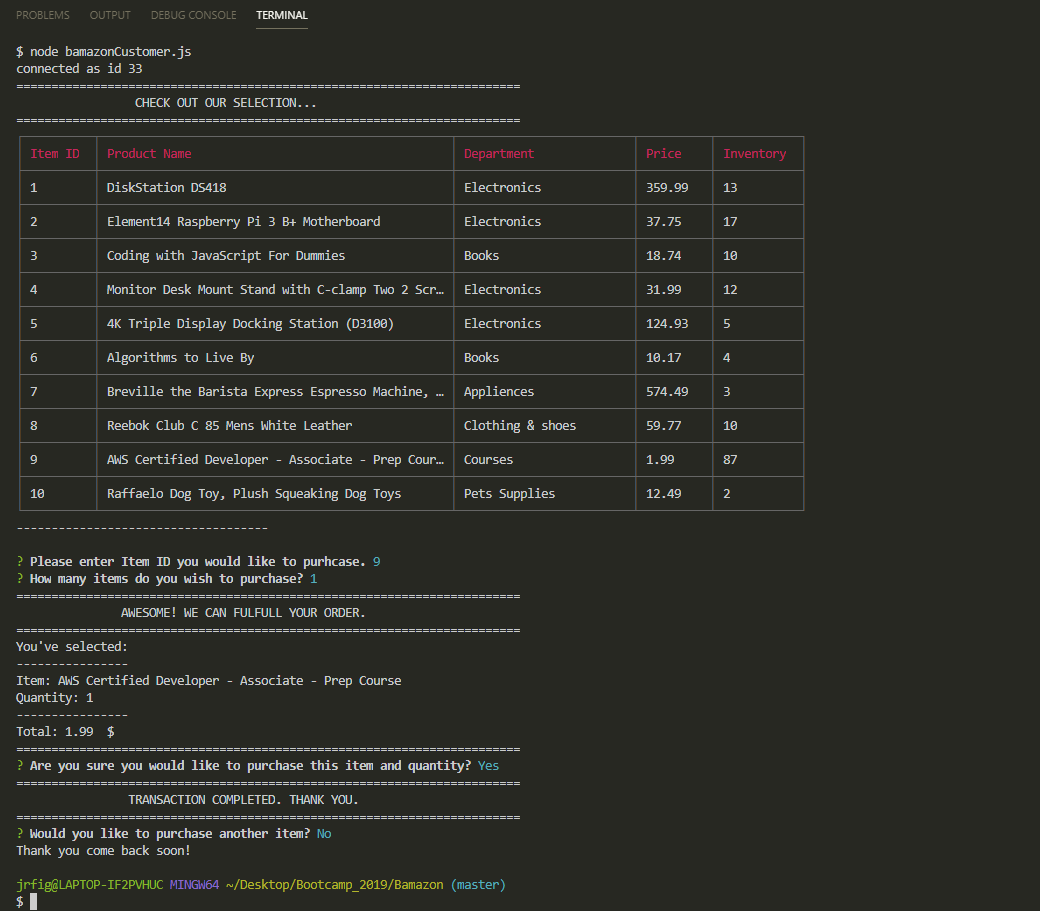 PROBLEMS OUTPUT DEBUG CONSOLE TERMINAL
$ node bamazonCustomer.js
connected as id 33
========================================================================
CHECK OUT OUR SELECTION...
========================================================================
Item ID Product Name Department Price Inventory
1 DiskStation DS418 Electronics 359.99 13
2 Element14 Raspberry Pi 3 B+ Motherboard Electronics 37.75 17
3 Coding with JavaScript For Dummies Books 18.74 10
4 Monitor Desk Mount Stand with C-clamp Two 2 Scr… Electronics 31.99 12
5 4K Triple Display Docking Station (D3100) Electronics 124.93 5
6 Algorithms to Live By Books 10.17 4
7 Breville the Barista Express Espresso Machine, … Appliences 574.49 3
8 Reebok Club C 85 Mens White Leather Clothing & shoes 59.77 10
9 AWS Certified Developer - Associate - Prep Cour… Courses 1.99 87
10 Raffaelo Dog Toy, Plush Squeaking Dog Toys Pets Supplies 12.49 2
------------------------------------
? Please enter Item ID you would like to purhcase. 9
? How many items do you wish to purchase? 1
========================================================================
AWESOME! WE CAN FULFULL YOUR ORDER.
========================================================================
You've selected:
----------------
Item: AWS Certified Developer - Associate - Prep Course
Quantity: 1
----------------
Total: 1.99 $
========================================================================
? Are you sure you would like to purchase this item and quantity? Yes
========================================================================
TRANSACTION COMPLETED. THANK YOU.
========================================================================
? Would you like to purchase another item? No
Thank you come back soon!
jrfig@LAPTOP-IF2PVHUC MINGW64 ~/Desktop/Bootcamp_2019/Bamazon (master)
$